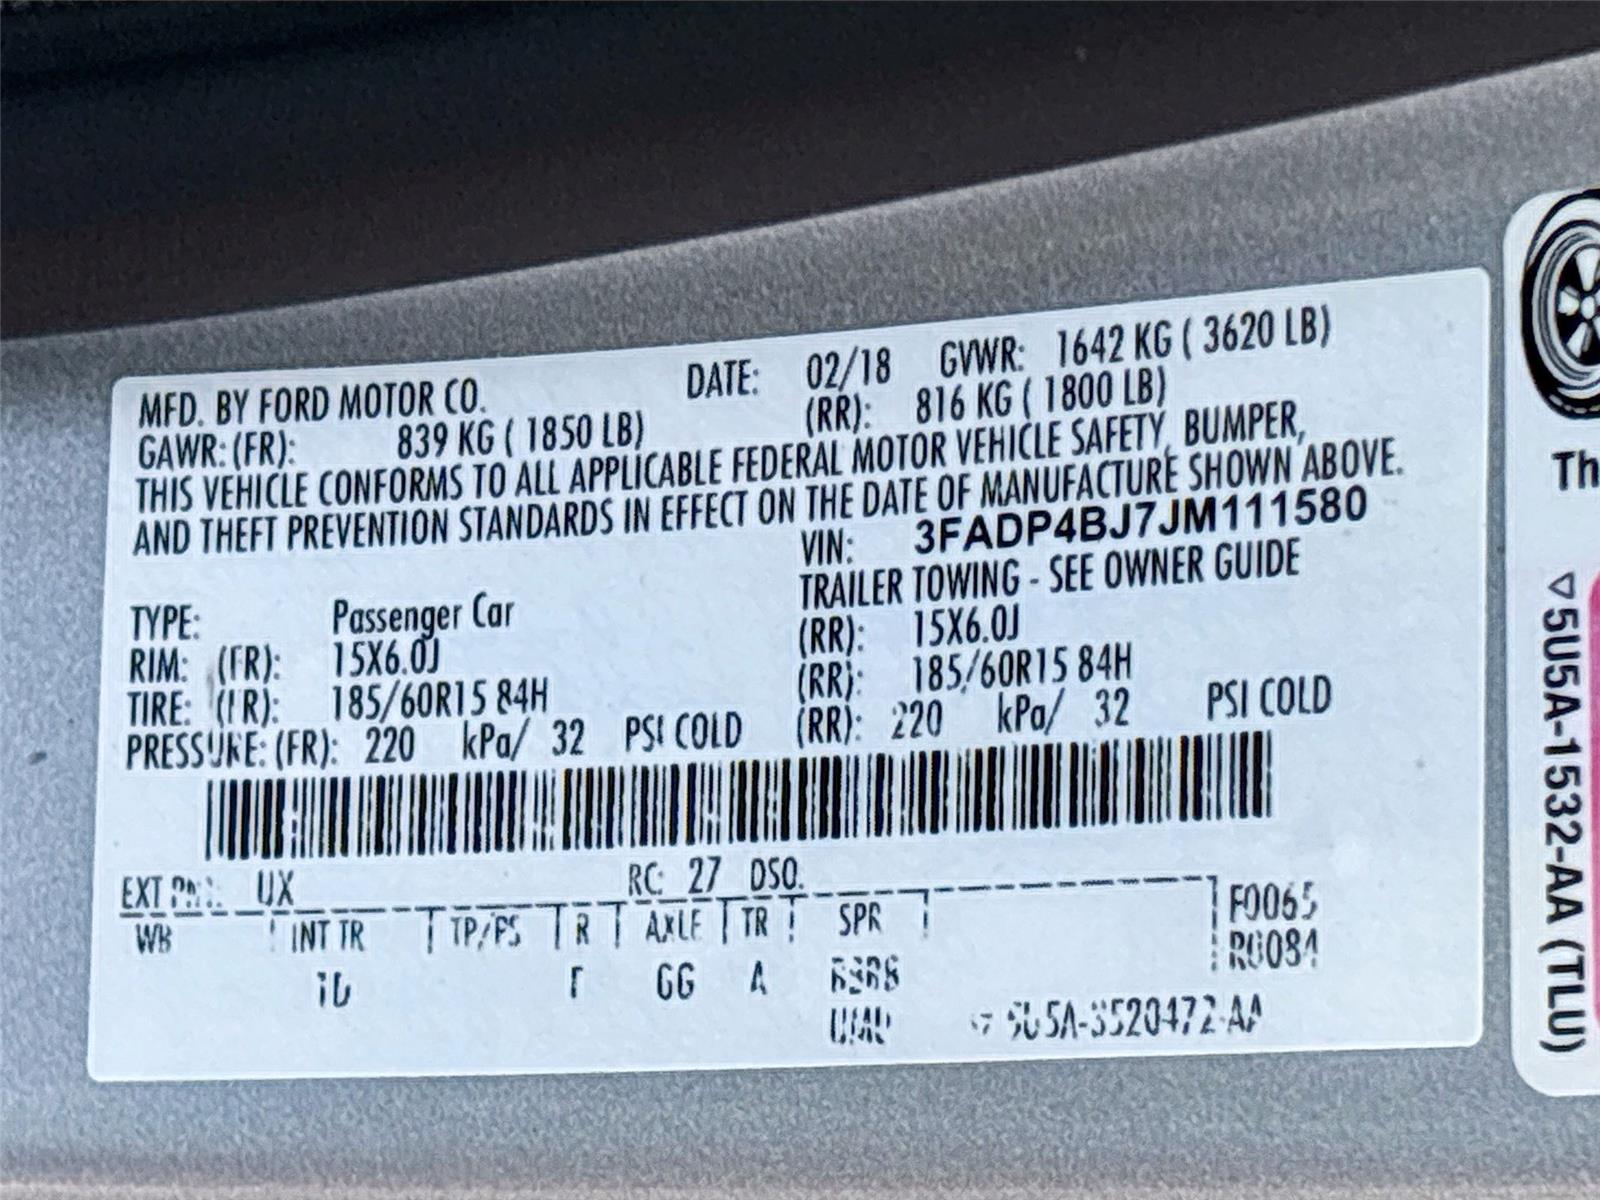 MFD. BY FORD MOTOR CO. DATE: 02/18 GVWR: 1642 KG ( 3620 LB)
GAWR: (FR): 839 KG ( 1850 LB) (RR): 816 KG ( 1800 LB)
THIS VEHICLE CONFORMS TO ALL APPLICABLE FEDERAL MOTOR VEHICLE SAFETY, BUMPER,
AND THEFT PREVENTION STANDARDS IN EFFECT ON THE DATE OF MANUFACTURE SHOWN ABOVE.
VIN: 3FADP4BJ7JM111580
TRAILER TOWING - SEE OWNER GUIDE
TYPE: Passenger Car
RIM: (FR): 15X6.0J (RR): 15X6.0J
TIRE: (FR): 185/60R15 84H (RR): 185/60R15 84H
PRESSURE: (FR): 220 kPa/ 32 PSI COLD (RR): 220 kPa/ 32 PSI COLD
EXT PNT: UX RC: 27 DSO:
WB INT TR TP/PS R AXLE TR SPR F0065
R0084
GG A
5U5A-1532-AA (TLU)